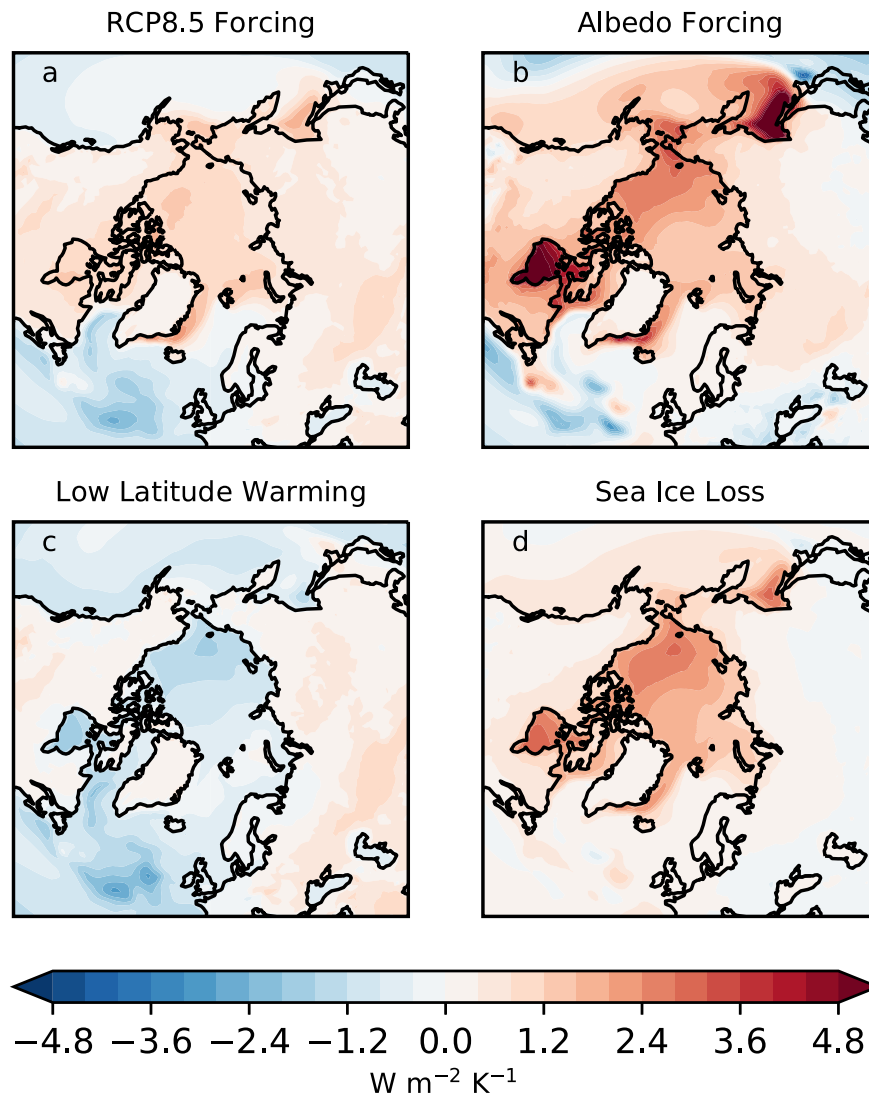 RCP8.5 Forcing
Albedo Forcing
a
b
Low Latitude Warming
Sea Ice Loss
c
d
−4.8 −3.6 −2.4 −1.2 0.0 1.2 2.4 3.6 4.8
W m⁻² K⁻¹